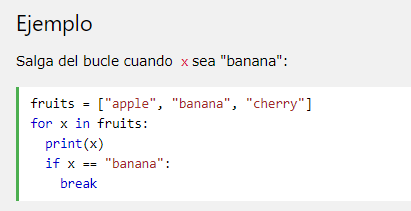 Ejemplo
Salga del bucle cuando x sea "banana":
fruits = ["apple", "banana", "cherry"]
for x in fruits:
  print(x)
  if x == "banana":
    break